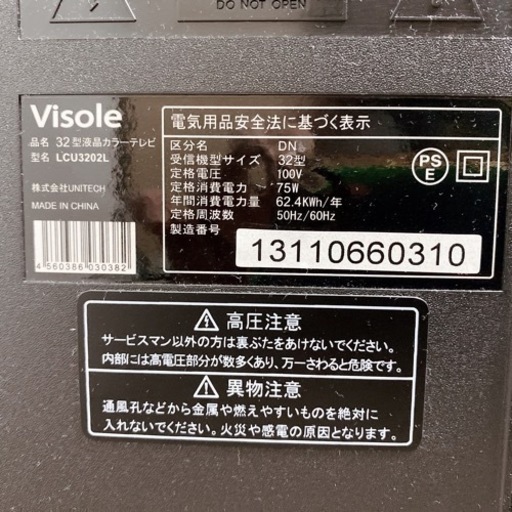 DO NOT OPEN
Visole
品名 32型液晶カラーテレビ
型名 LCU3202L
株式会社UNITECH
MADE IN CHINA
4 560386 030382
電気用品安全法に基づく表示
区分名 DN
受信機型サイズ 32型
定格電圧 100V
定格消費電力 75W
年間消費電力量 62.4KWh/年
定格周波数 50Hz/60Hz
製造番号
13110660310
PS
E
高圧注意
サービスマン以外の方は裏ぶたをあけないでください。
内部には高電圧部分が数多くあり、万一さわると危険です。
異物注意
通風孔などから金属や燃えやすいものを絶対に
入れないでください。火災や感電の原因となります。